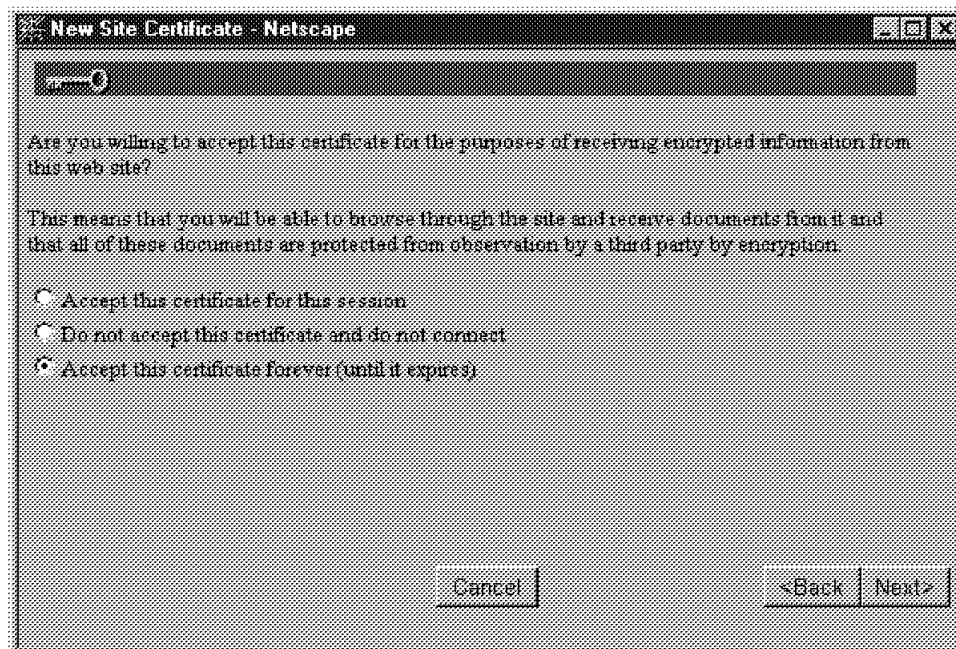 New Site Certificate - Netscape
Are you willing to accept this certificate for the purposes of receiving encrypted information from
this web site?
This means that you will be able to browse through the site and receive documents from it and
that all of these documents are protected from observation by a third party by encryption.
Accept this certificate for this session
Do not accept this certificate and do not connect
Accept this certificate forever (until it expires)
Cancel
<Back Next>